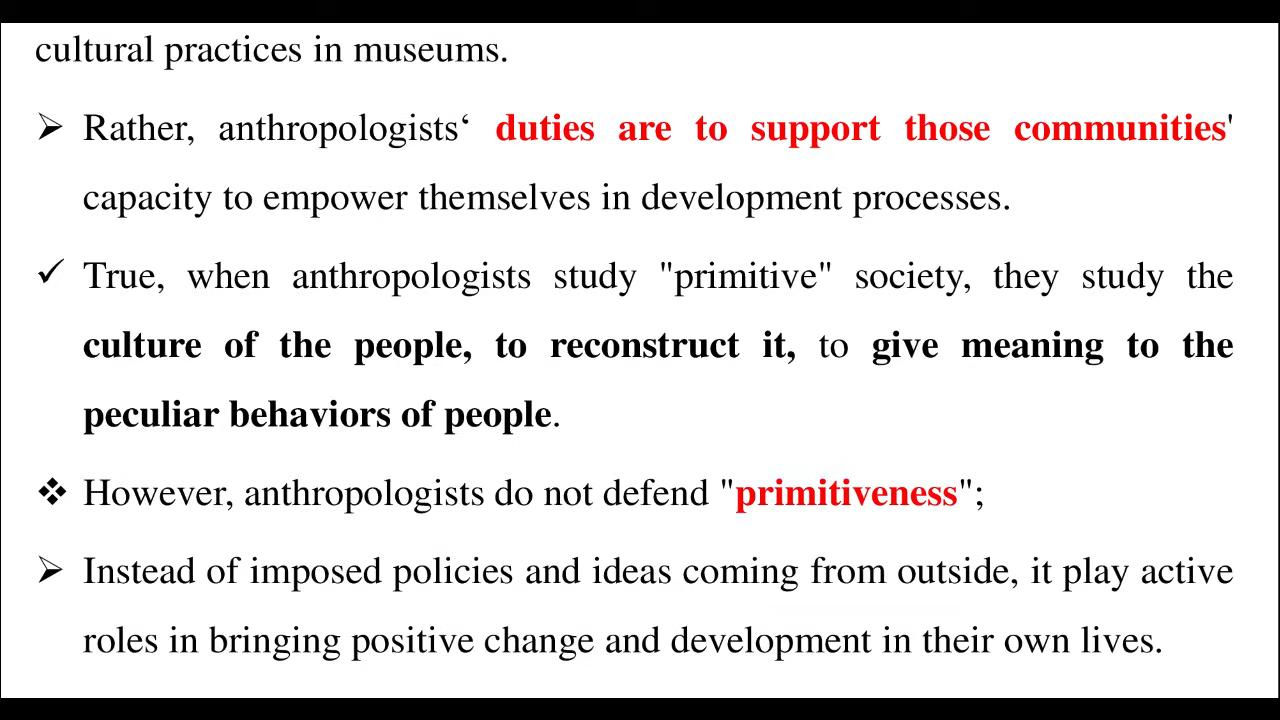 cultural practices in museums.
➢ Rather, anthropologists‘ duties are to support those communities'
capacity to empower themselves in development processes.
✓ True, when anthropologists study "primitive" society, they study the
culture of the people, to reconstruct it, to give meaning to the
peculiar behaviors of people.
❖ However, anthropologists do not defend "primitiveness";
➢ Instead of imposed policies and ideas coming from outside, it play active
roles in bringing positive change and development in their own lives.